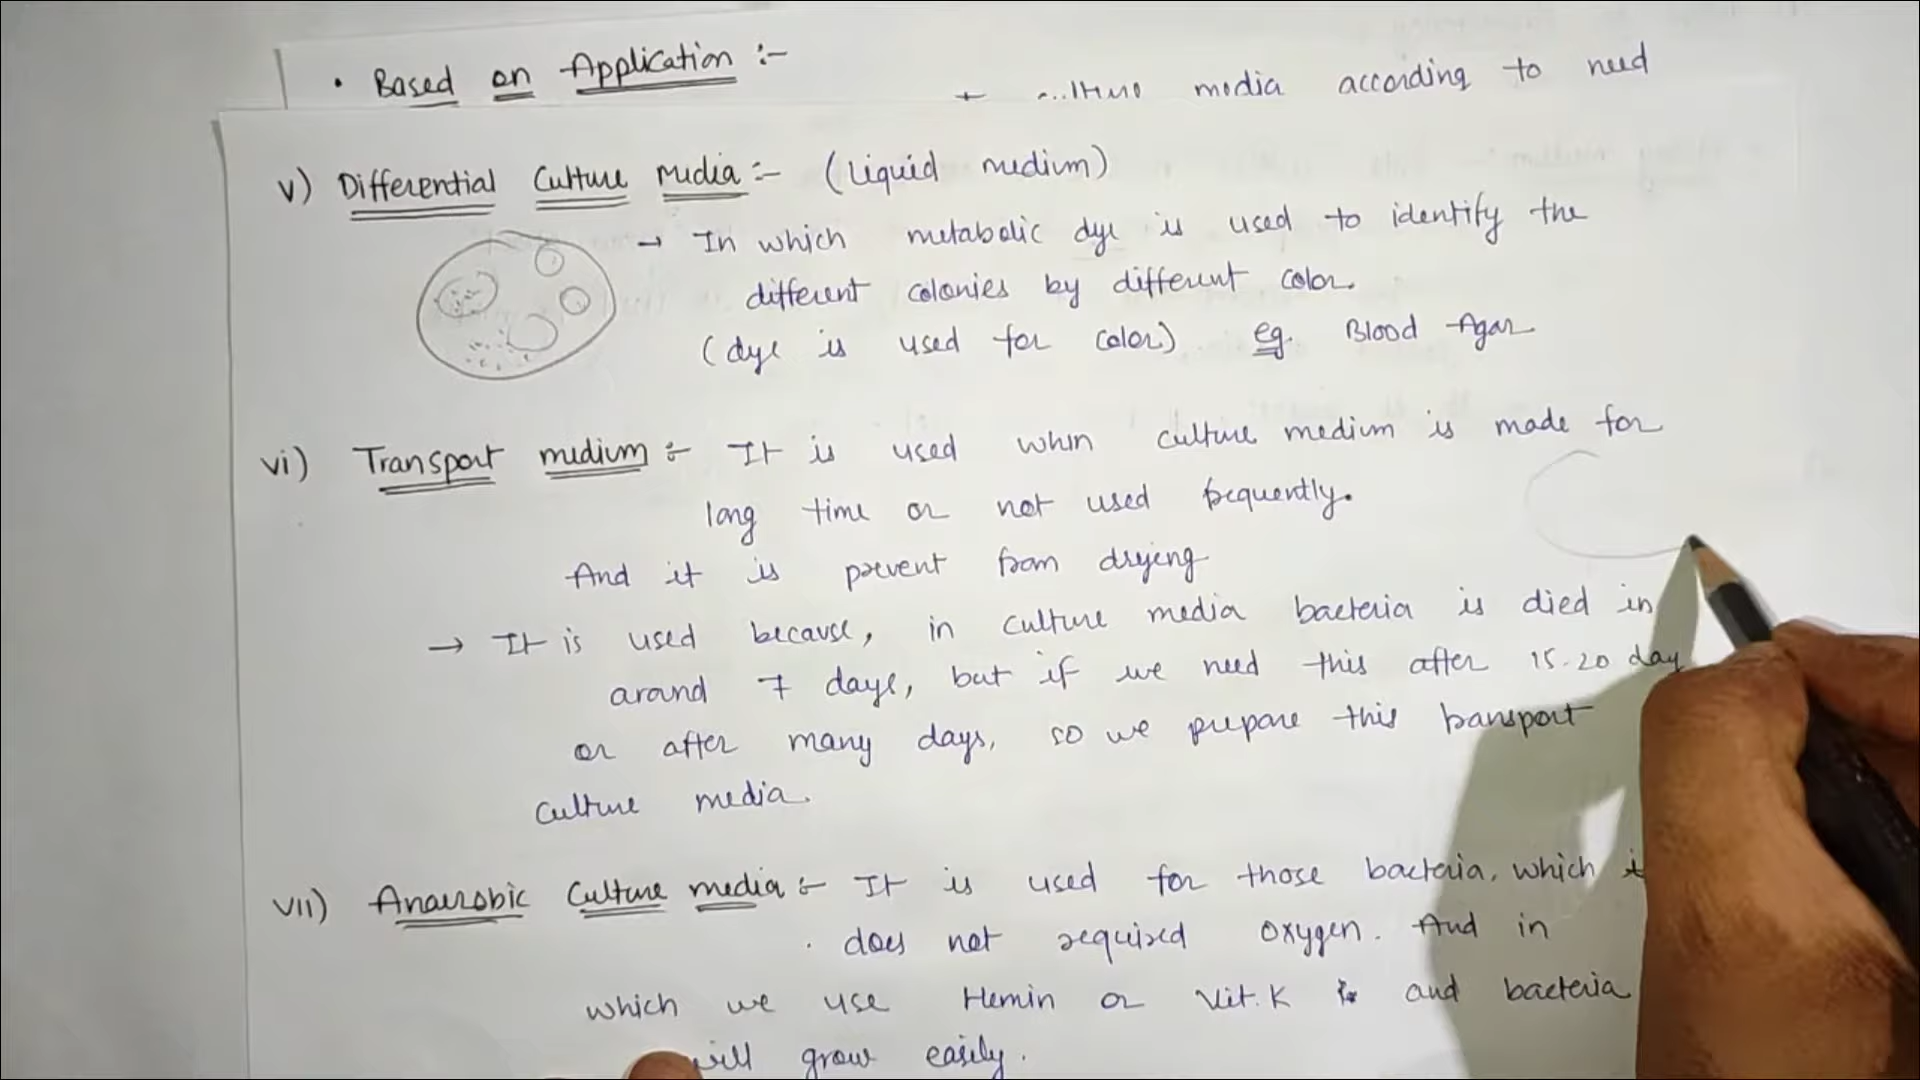 • Based on Application :-
media according to need
v) Differential Culture Media :- (Liquid medium)
→ In which metabolic dye is used to identify the
different colonies by different color.
(dye is used for color) eg. Blood Agar
vi) Transport medium :- It is used when culture medium is made for
long time or not used frequently.
And it is prevent from drying
→ It is used because, in culture media bacteria is died in
around 7 days, but if we need this after 15-20 day
or after many days, so we prepare this transport
culture media.
VII) Anaerobic Culture media :- It is used for those bacteria, which
does not required oxygen. And in
which we use Hemin or Vit. K and bacteria
will grow easily.